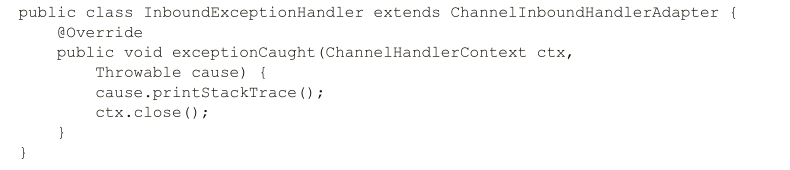 public class InboundExceptionHandler extends ChannelInboundHandlerAdapter {
    @Override
    public void exceptionCaught(ChannelHandlerContext ctx,
        Throwable cause) {
        cause.printStackTrace();
        ctx.close();
    }
}